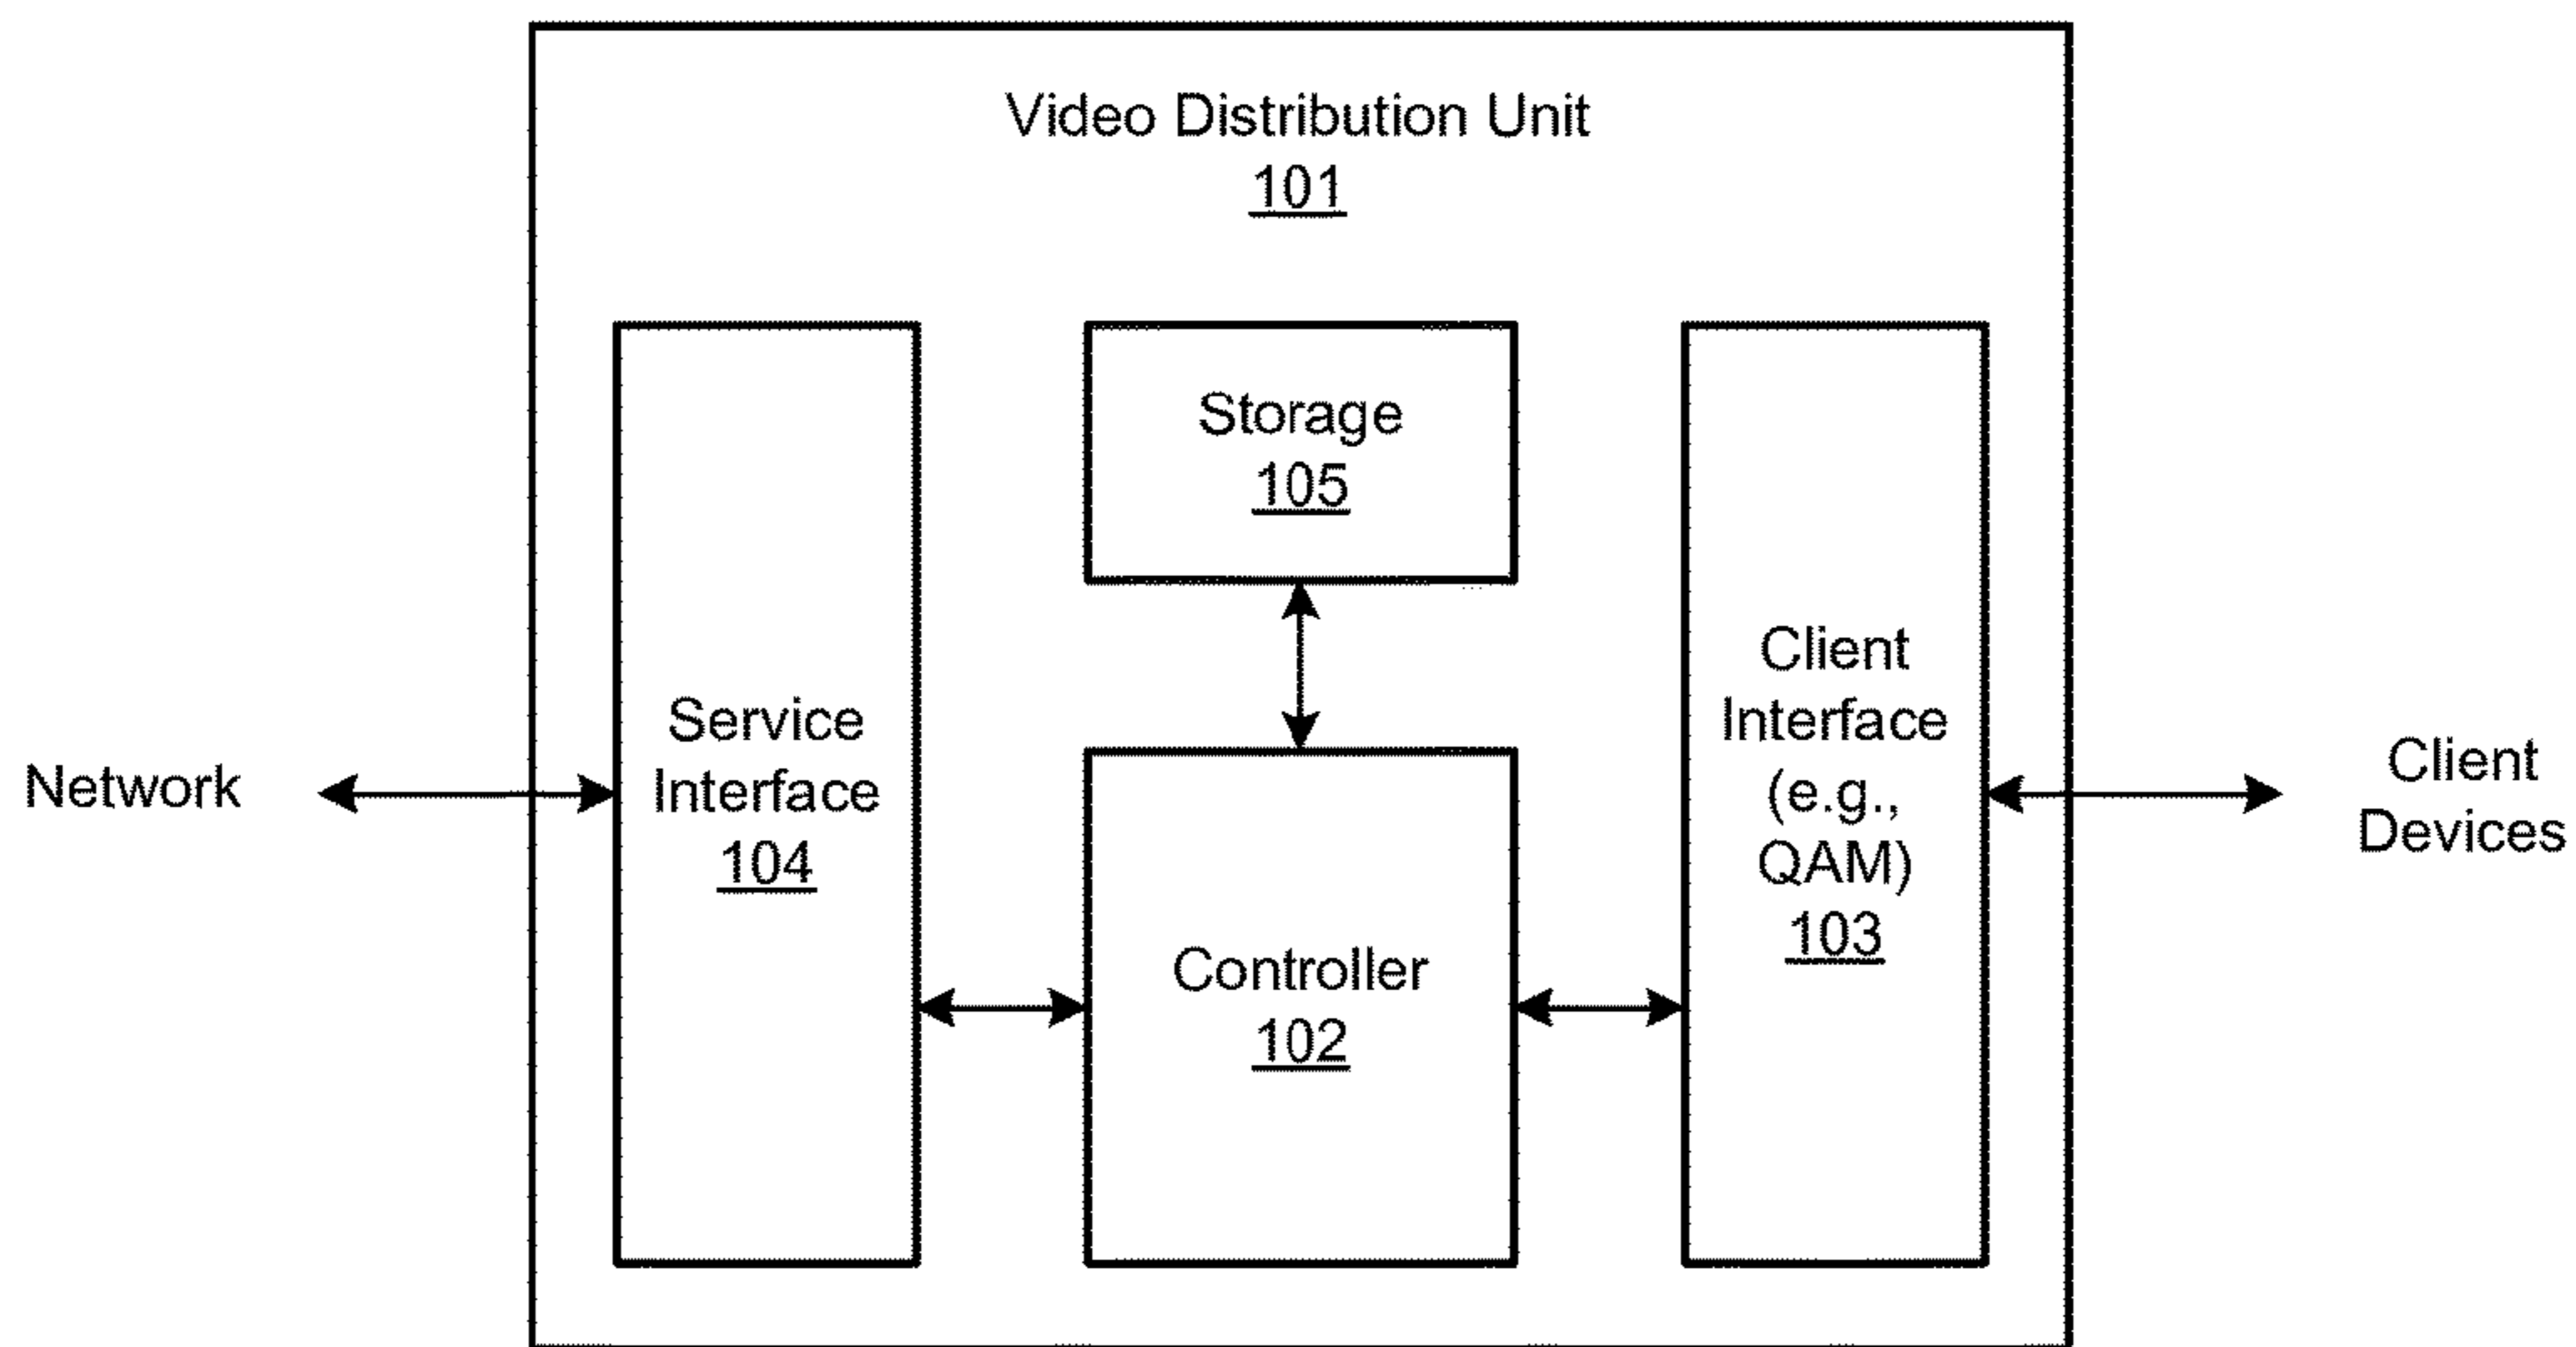 Video Distribution Unit
101
Storage
105
Service
Interface
104
Controller
102
Client
Interface
(e.g.,
QAM)
103
Network
Client
Devices